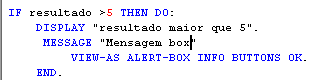 IF resultado >5 THEN DO:
DISPLAY "resultado maior que 5".
MESSAGE "Mensagem box"
VIEW-AS ALERT-BOX INFO BUTTONS OK.
END.